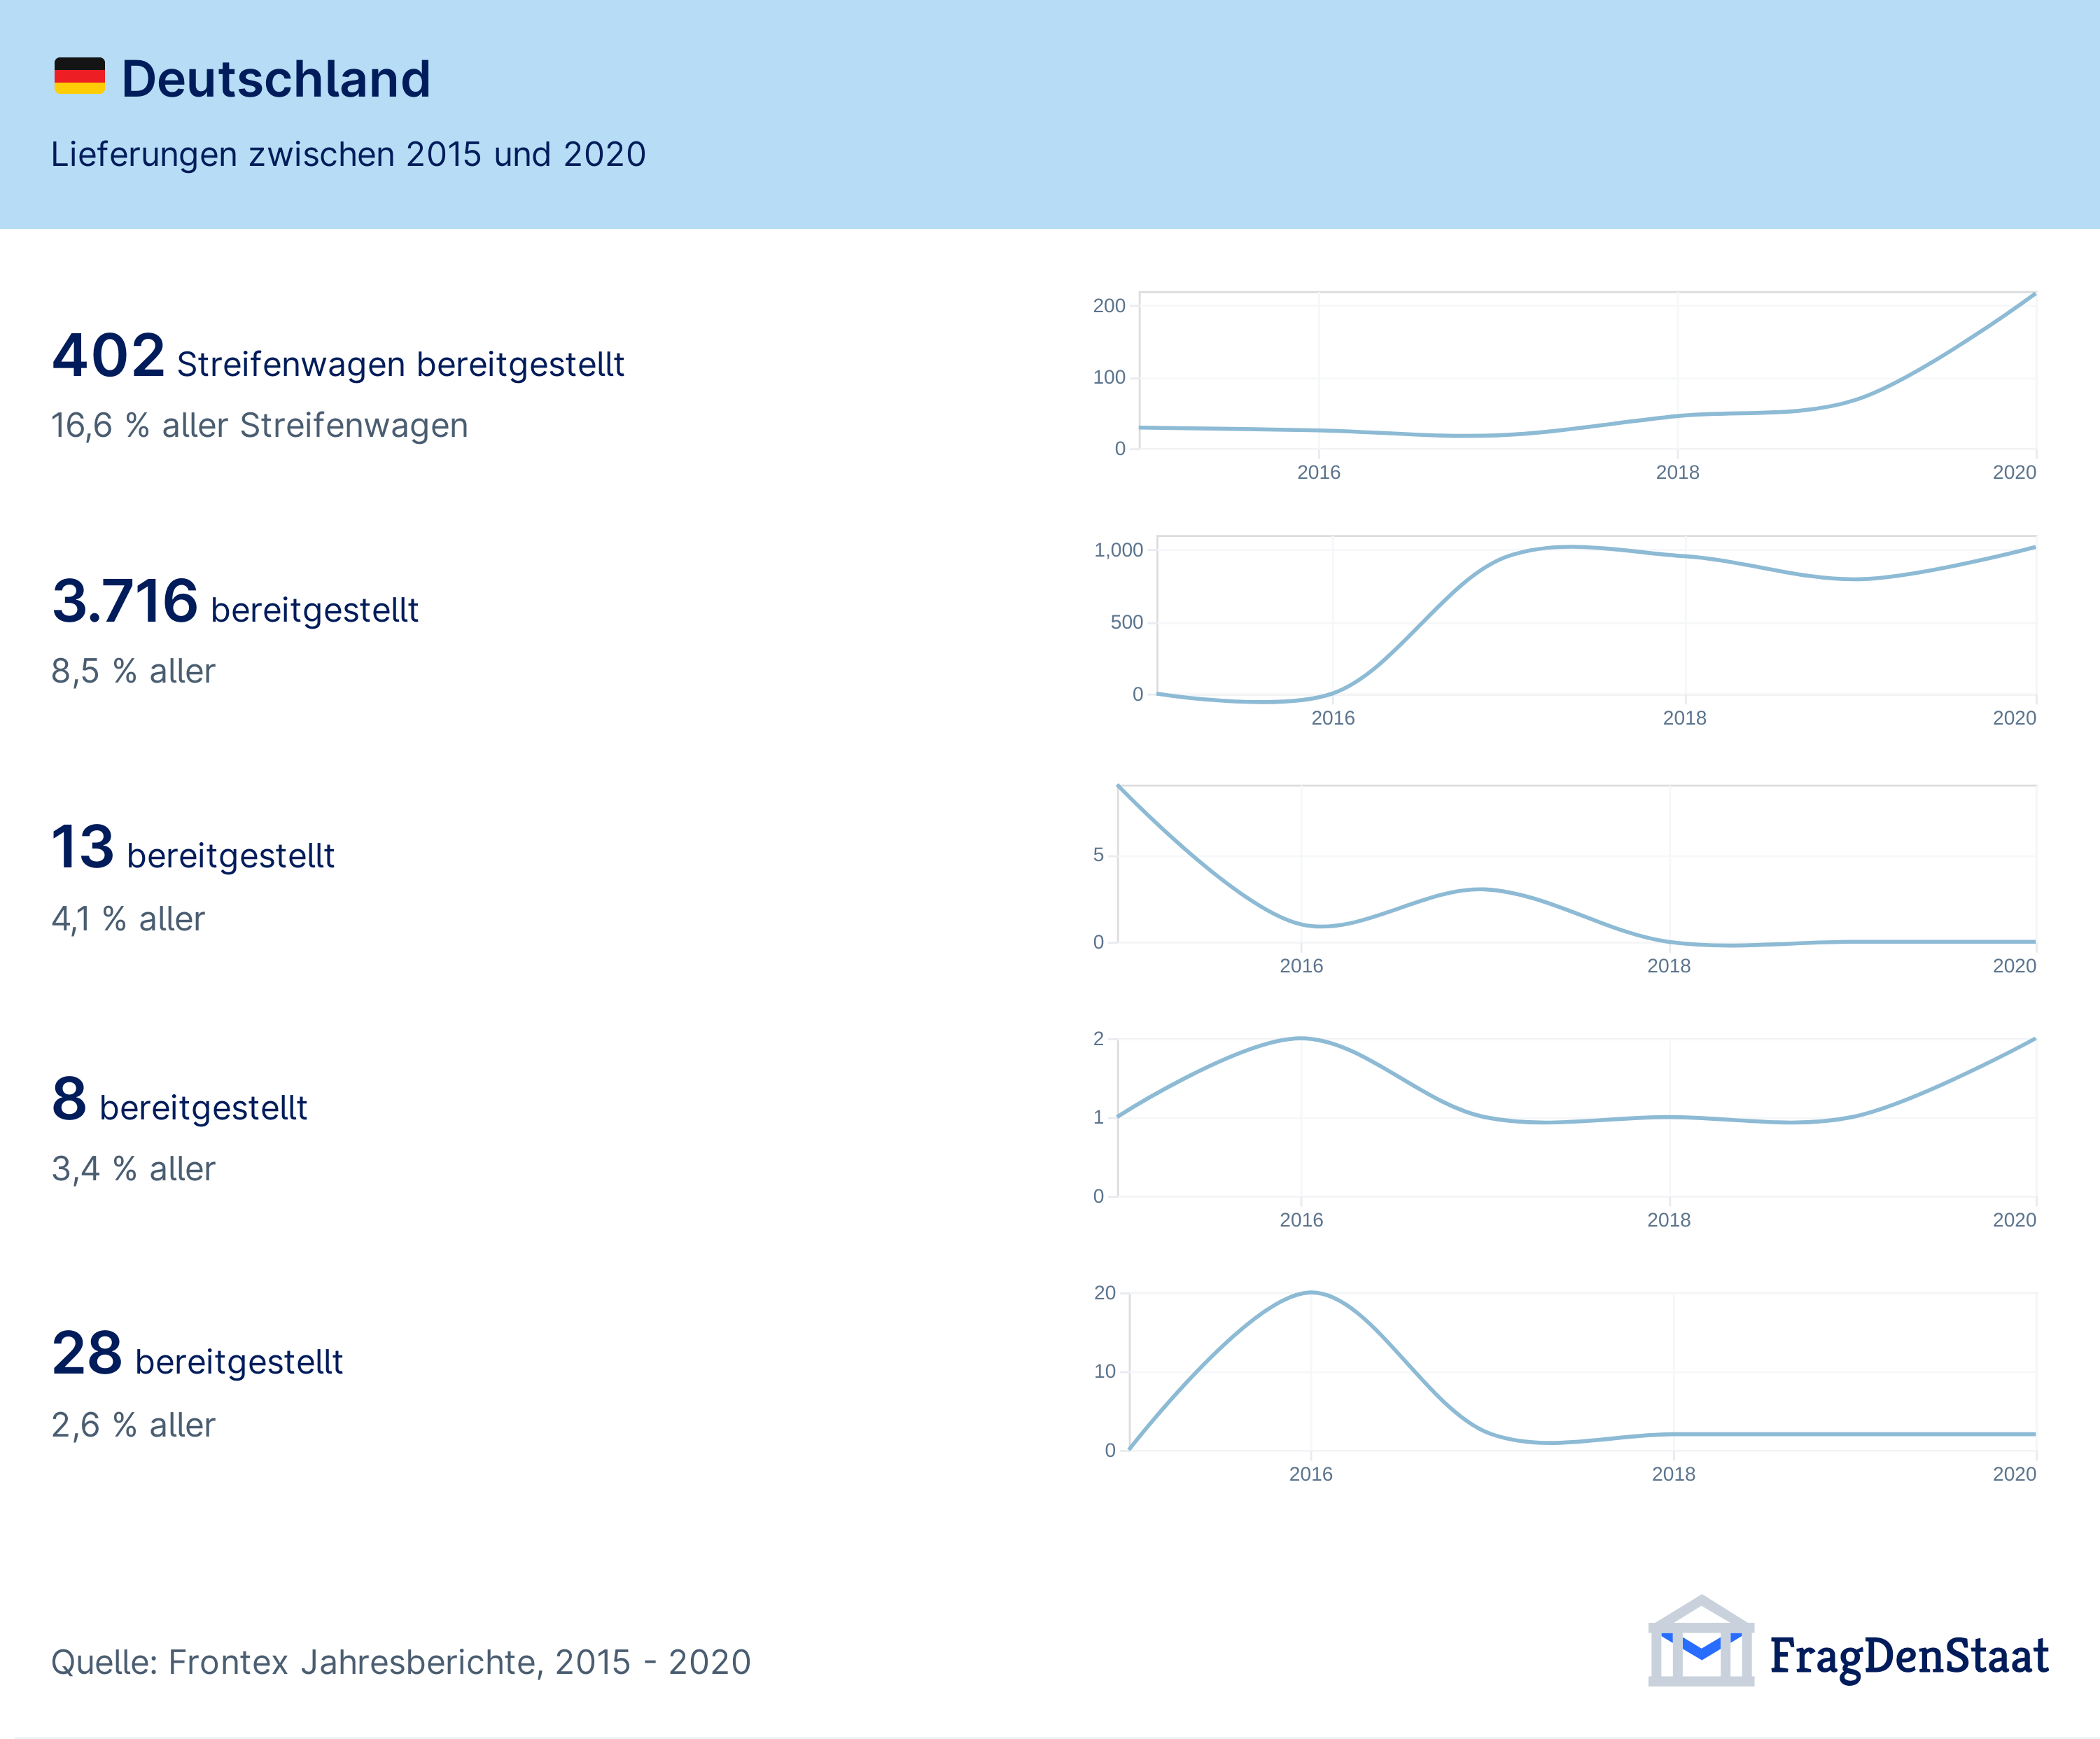 Deutschland
Lieferungen zwischen 2015 und 2020
402 Streifenwagen bereitgestellt
16,6 % aller Streifenwagen
200
100
0
2016 2018 2020
3.716 bereitgestellt
8,5 % aller
1,000
500
0
2016 2018 2020
13 bereitgestellt
4,1 % aller
5
0
2016 2018 2020
8 bereitgestellt
3,4 % aller
2
1
0
2016 2018 2020
28 bereitgestellt
2,6 % aller
20
10
0
2016 2018 2020
Quelle: Frontex Jahresberichte, 2015 - 2020
FragDenStaat